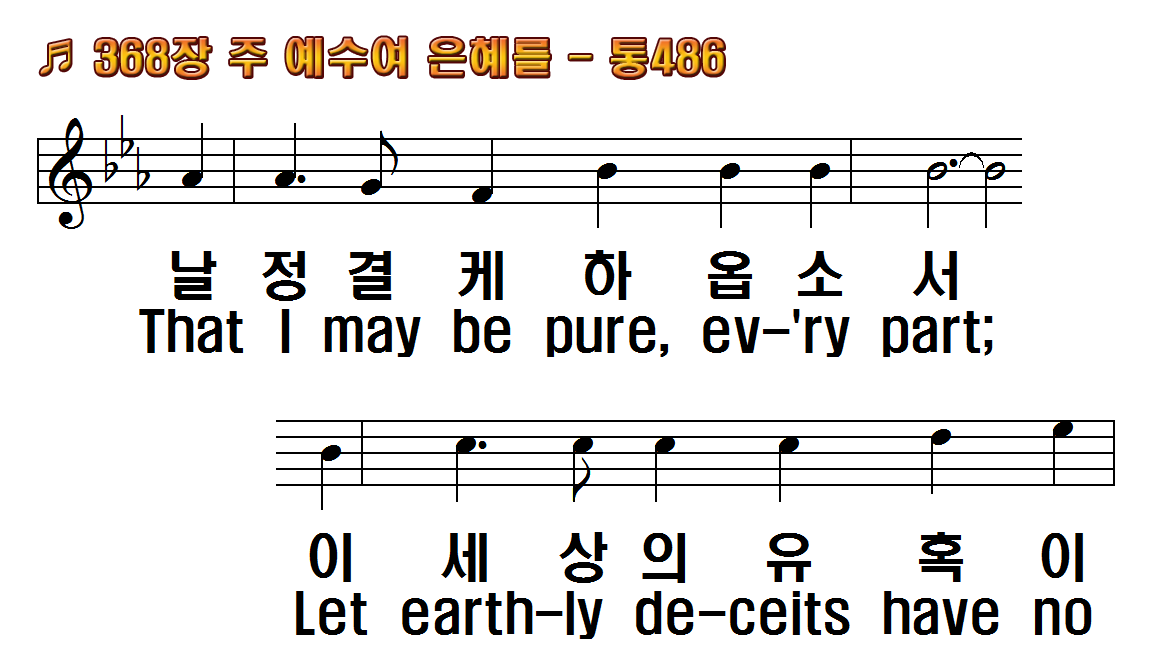 ♬ 368장 주 예수여 은혜를 - 통486
날 정 결 케 하 옵 소 서
That I may be pure, ev-'ry part;
이 세 상 의 유 혹 이
Let earth-ly de-ceits have no